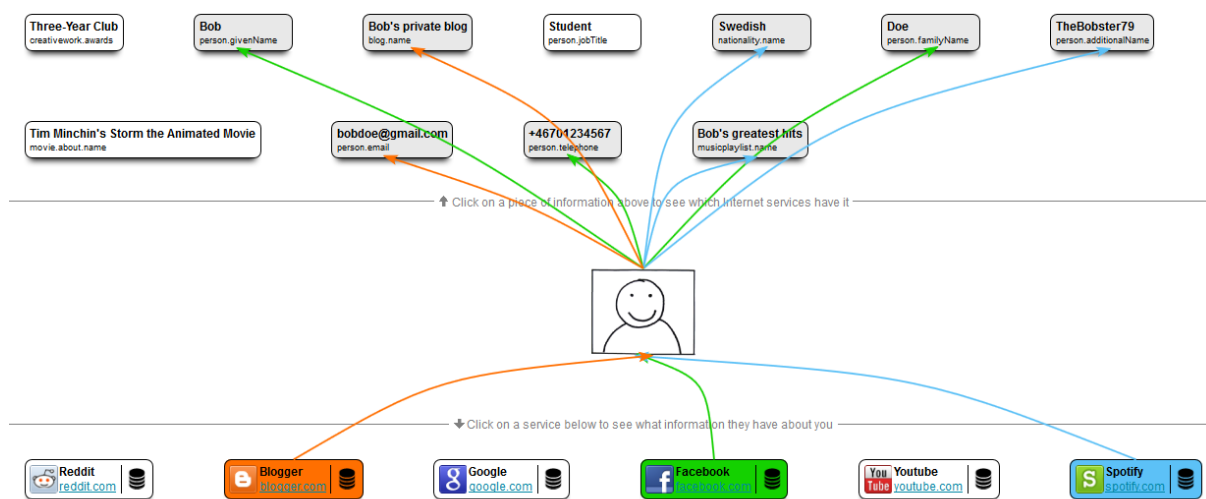 Three-Year Club
creativework.awards
Bob
person.givenName
Bob's private blog
blog.name
Student
person.jobTitle
Swedish
nationality.name
Doe
person.familyName
TheBobster79
person.additionalName
Tim Minchin's Storm the Animated Movie
movie.about.name
bobdoe@gmail.com
person.email
+46701234567
person.telephone
Bob's greatest hits
musicplaylist.name
Click on a piece of information above to see which Internet services have it
Click on a service below to see what information they have about you
Reddit
reddit.com
Blogger
blogger.com
Google
google.com
Facebook
facebook.com
You
Tube
Youtube
youtube.com
Spotify
spotify.com